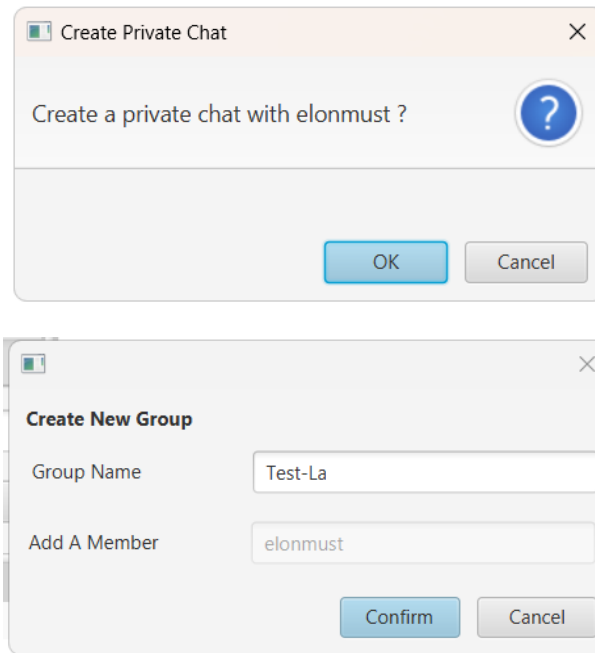 Create Private Chat
Create a private chat with elonmust ?
?
OK Cancel
Create New Group
Group Name Test-La
Add A Member elonmust
Confirm Cancel